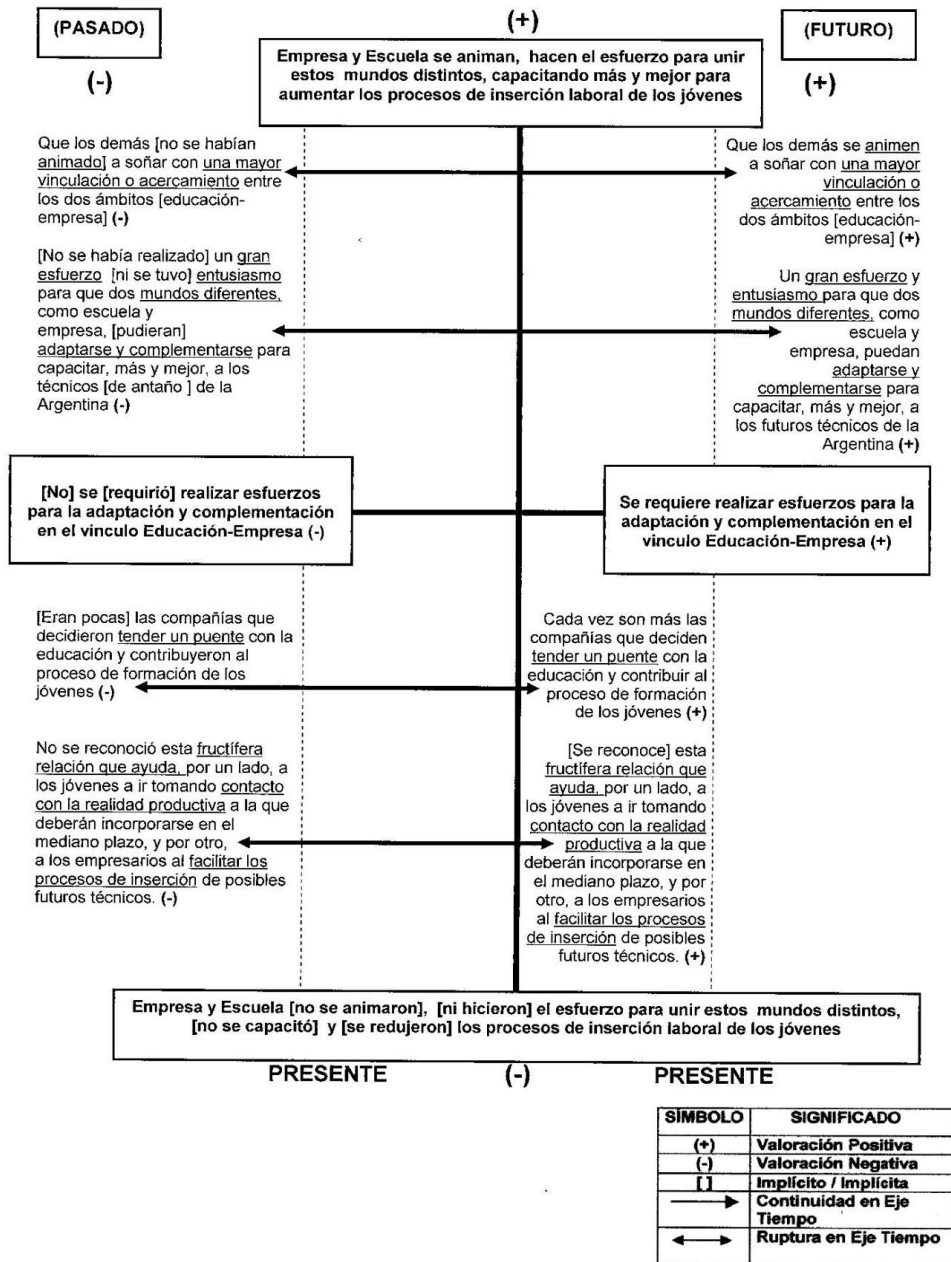 (PASADO)
(-)
(+)
(FUTURO)
(+)
Empresa y Escuela se animan, hacen el esfuerzo para unir
estos mundos distintos, capacitando más y mejor para
aumentar los procesos de inserción laboral de los jóvenes
Que los demás [no se habían
animado] a soñar con una mayor
vinculación o acercamiento entre
los dos ámbitos [educación-
empresa] (-)
Que los demás se animen
a soñar con una mayor
vinculación o
acercamiento entre los
dos ámbitos [educación-
empresa] (+)
[No se había realizado] un gran
esfuerzo [ni se tuvo] entusiasmo
para que dos mundos diferentes,
como escuela y
empresa, [pudieran]
adaptarse y complementarse para
capacitar, más y mejor, a los
técnicos [de antaño ] de la
Argentina (-)
Un gran esfuerzo y
entusiasmo para que dos
mundos diferentes, como
escuela y
empresa, puedan
adaptarse y
complementarse para
capacitar, más y mejor, a
los futuros técnicos de la
Argentina (+)
[No] se [requirió] realizar esfuerzos
para la adaptación y complementación
en el vinculo Educación-Empresa (-)
Se requiere realizar esfuerzos para la
adaptación y complementación en el
vinculo Educación-Empresa (+)
[Eran pocas] las compañías que
decidieron tender un puente con la
educación y contribuyeron al
proceso de formación de los
jóvenes (-)
Cada vez son más las
compañías que deciden
tender un puente con la
educación y contribuir al
proceso de formación
de los jóvenes (+)
No se reconoció esta fructífera
relación que ayuda, por un lado, a
los jóvenes a ir tomando contacto
con la realidad productiva a la que
deberán incorporarse en el
mediano plazo, y por otro,
a los empresarios al facilitar los
procesos de inserción de posibles
futuros técnicos. (-)
[Se reconoce] esta
fructífera relación que
ayuda, por un lado, a
los jóvenes a ir tomando
contacto con la realidad
productiva a la que
deberán incorporarse en
el mediano plazo, y por
otro, a los empresarios
al facilitar los procesos
de inserción de posibles
futuros técnicos. (+)
Empresa y Escuela [no se animaron], [ni hicieron] el esfuerzo para unir estos mundos distintos,
[no se capacitó] y [se redujeron] los procesos de inserción laboral de los jóvenes
PRESENTE (-) PRESENTE
SÍMBOLO SIGNIFICADO
(+) Valoración Positiva
(-) Valoración Negativa
[ ] Implícito / Implícita
Continuidad en Eje
Tiempo
Ruptura en Eje Tiempo